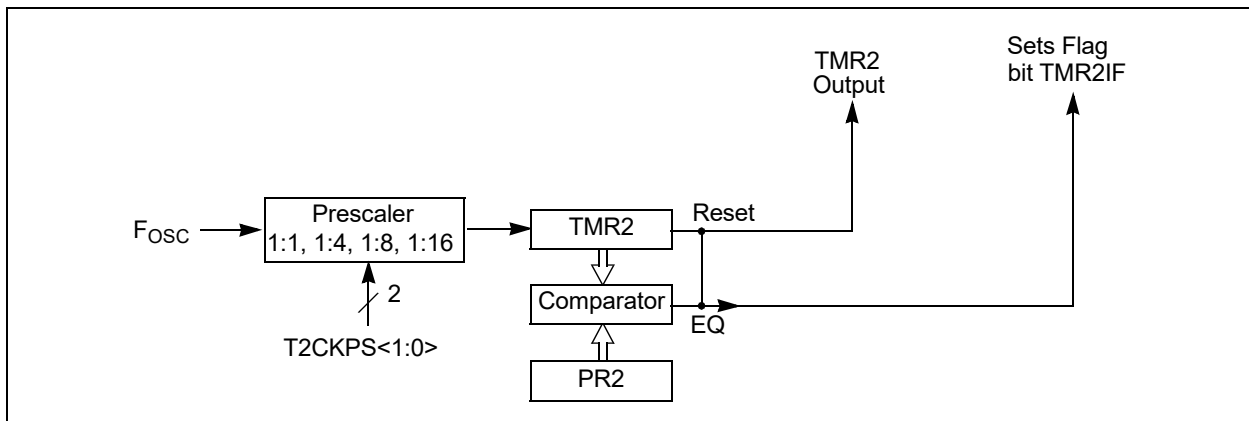 TMR2
Output
Sets Flag
bit TMR2IF
FOSC
Prescaler
1:1, 1:4, 1:8, 1:16
2
T2CKPS<1:0>
TMR2
Reset
Comparator
EQ
PR2